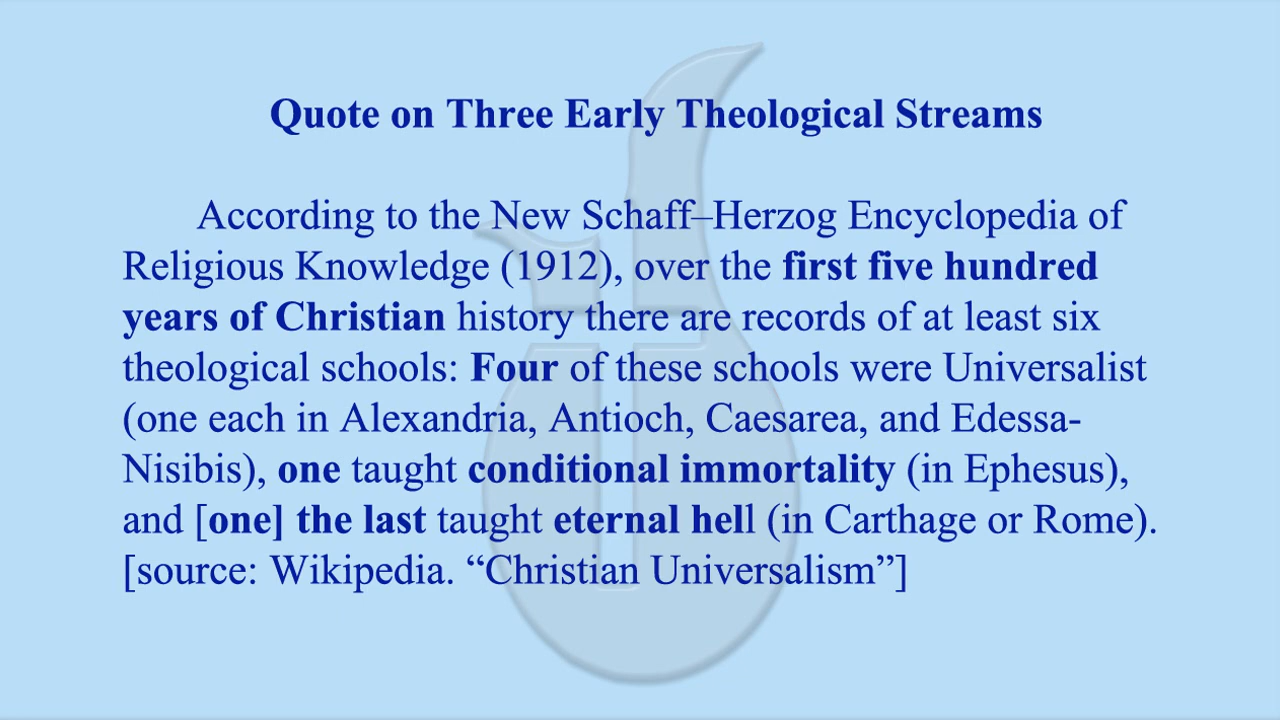 Quote on Three Early Theological Streams
According to the New Schaff–Herzog Encyclopedia of
Religious Knowledge (1912), over the first five hundred
years of Christian history there are records of at least six
theological schools: Four of these schools were Universalist
(one each in Alexandria, Antioch, Caesarea, and Edessa-
Nisibis), one taught conditional immortality (in Ephesus),
and [one] the last taught eternal hell (in Carthage or Rome).
[source: Wikipedia. “Christian Universalism”]